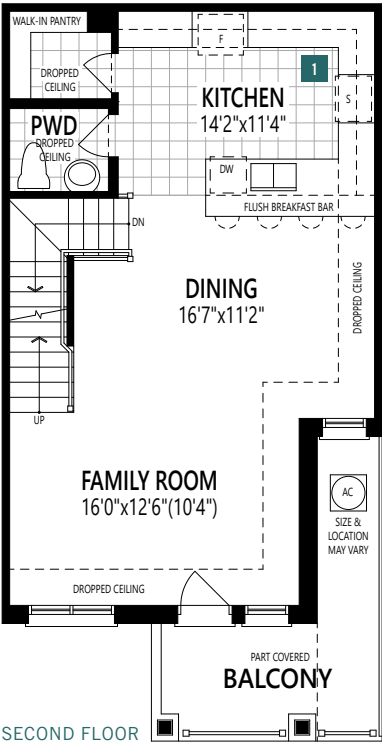 WALK-IN PANTRY
F
1
DROPPED
CEILING
KITCHEN
14'2"x11'4"
S
PWD
DROPPED
CEILING
DW
FLUSH BREAKFAST BAR
DN
DINING
16'7"x11'2"
DROPPED CEILING
UP
FAMILY ROOM
16'0"x12'6"(10'4")
AC
SIZE &
LOCATION
MAY VARY
DROPPED CEILING
PART COVERED
BALCONY
SECOND FLOOR